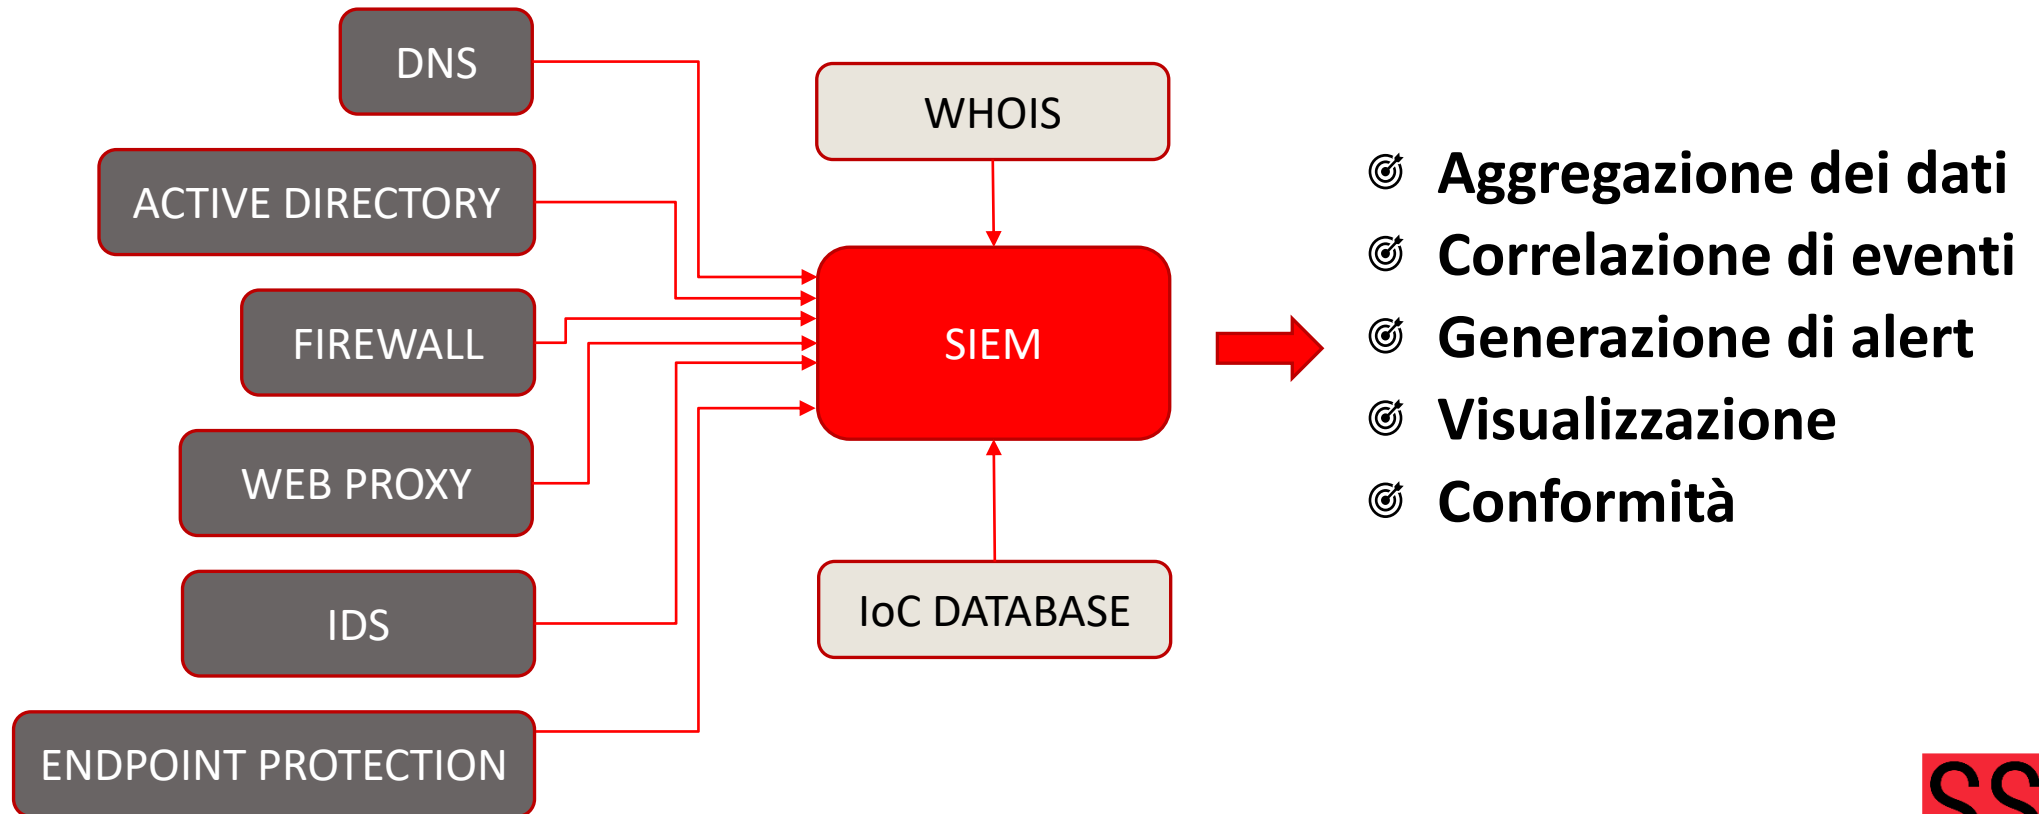 DNS
ACTIVE DIRECTORY
FIREWALL
WEB PROXY
IDS
ENDPOINT PROTECTION
WHOIS
SIEM
IoC DATABASE
Aggregazione dei dati
Correlazione di eventi
Generazione di alert
Visualizzazione
Conformità
SS